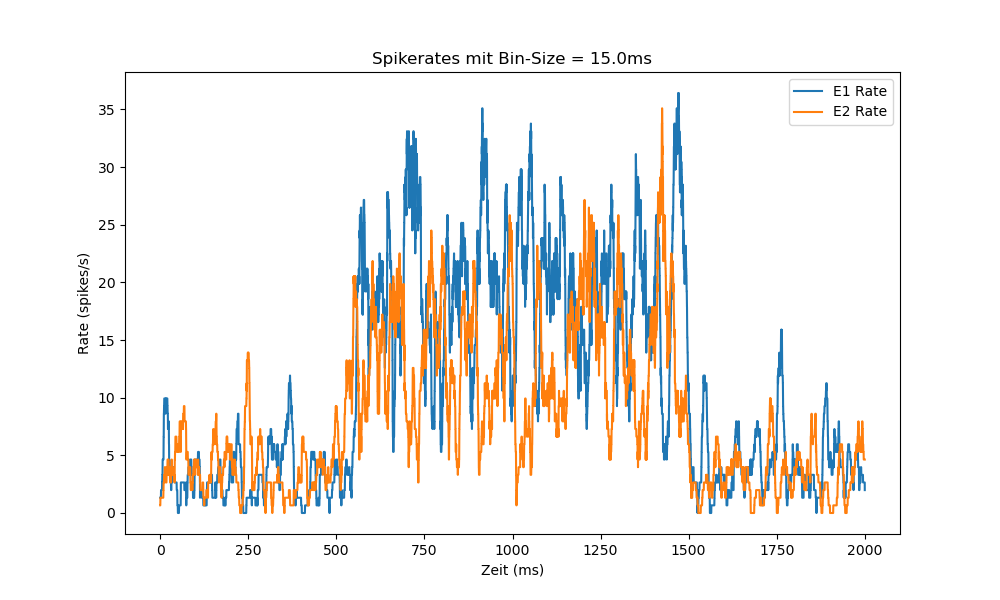 Spikerates mit Bin-Size = 15.0ms
E1 Rate
E2 Rate
Rate (spikes/s)
35
30
25
20
15
10
5
0
0 250 500 750 1000 1250 1500 1750 2000
Zeit (ms)